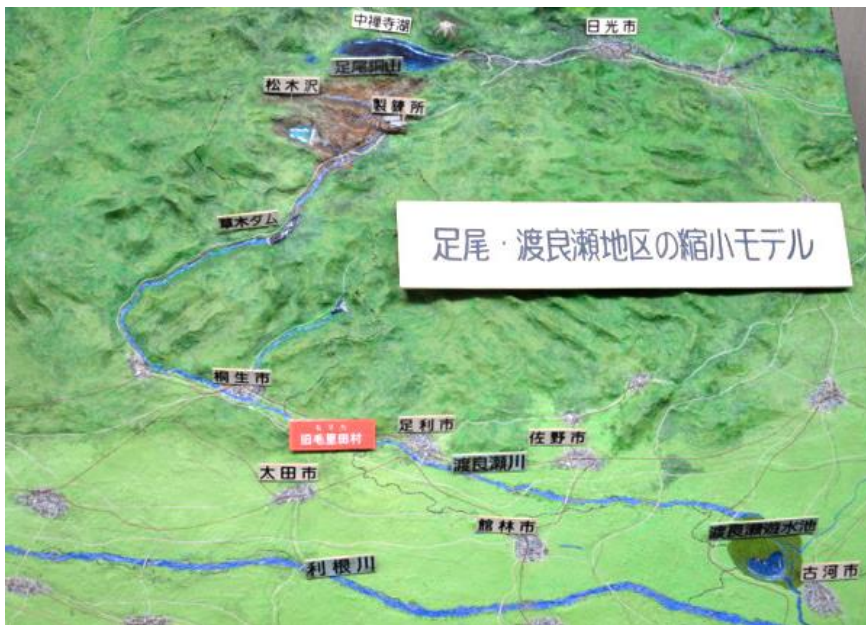 中禅寺湖
日光市
足尾銅山
松木沢
製錬所
草木ダム
足尾・渡良瀬地区の縮小モデル
桐生市
もりた
旧毛里田村
足利市
佐野市
渡良瀬川
太田市
館林市
渡良瀬遊水池
利根川
古河市